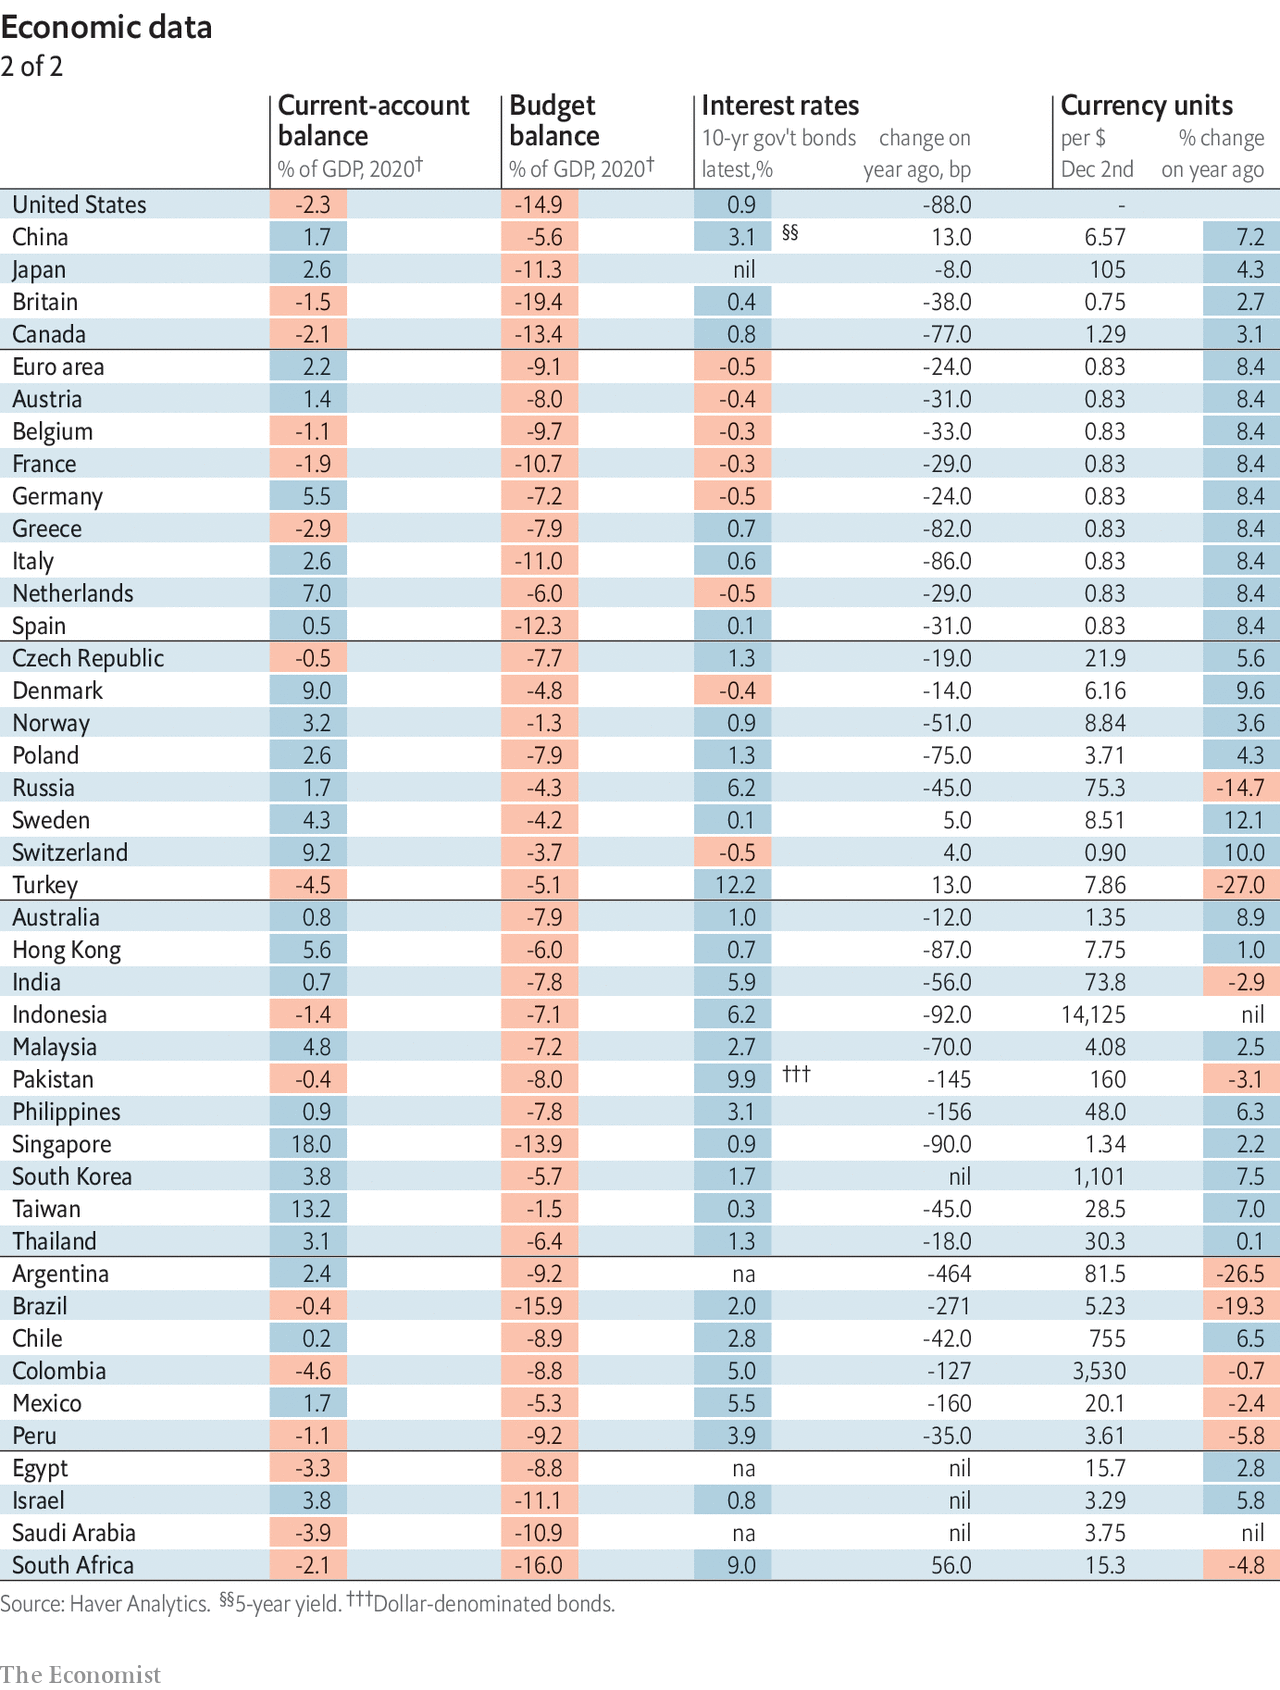 Economic data
2 of 2
Current-account balance % of GDP, 2020† Budget balance % of GDP, 2020† Interest rates 10-yr gov't bonds latest,% change on year ago, bp Currency units per $ Dec 2nd % change on year ago
United States -2.3 -14.9 0.9 -88.0 -
China 1.7 -5.6 3.1 §§ 13.0 6.57 7.2
Japan 2.6 -11.3 nil -8.0 105 4.3
Britain -1.5 -19.4 0.4 -38.0 0.75 2.7
Canada -2.1 -13.4 0.8 -77.0 1.29 3.1
Euro area 2.2 -9.1 -0.5 -24.0 0.83 8.4
Austria 1.4 -8.0 -0.4 -31.0 0.83 8.4
Belgium -1.1 -9.7 -0.3 -33.0 0.83 8.4
France -1.9 -10.7 -0.3 -29.0 0.83 8.4
Germany 5.5 -7.2 -0.5 -24.0 0.83 8.4
Greece -2.9 -7.9 0.7 -82.0 0.83 8.4
Italy 2.6 -11.0 0.6 -86.0 0.83 8.4
Netherlands 7.0 -6.0 -0.5 -29.0 0.83 8.4
Spain 0.5 -12.3 0.1 -31.0 0.83 8.4
Czech Republic -0.5 -7.7 1.3 -19.0 21.9 5.6
Denmark 9.0 -4.8 -0.4 -14.0 6.16 9.6
Norway 3.2 -1.3 0.9 -51.0 8.84 3.6
Poland 2.6 -7.9 1.3 -75.0 3.71 4.3
Russia 1.7 -4.3 6.2 -45.0 75.3 -14.7
Sweden 4.3 -4.2 0.1 5.0 8.51 12.1
Switzerland 9.2 -3.7 -0.5 4.0 0.90 10.0
Turkey -4.5 -5.1 12.2 13.0 7.86 -27.0
Australia 0.8 -7.9 1.0 -12.0 1.35 8.9
Hong Kong 5.6 -6.0 0.7 -87.0 7.75 1.0
India 0.7 -7.8 5.9 -56.0 73.8 -2.9
Indonesia -1.4 -7.1 6.2 -92.0 14,125 nil
Malaysia 4.8 -7.2 2.7 -70.0 4.08 2.5
Pakistan -0.4 -8.0 9.9 ††† -145 160 -3.1
Philippines 0.9 -7.8 3.1 -156 48.0 6.3
Singapore 18.0 -13.9 0.9 -90.0 1.34 2.2
South Korea 3.8 -5.7 1.7 nil 1,101 7.5
Taiwan 13.2 -1.5 0.3 -45.0 28.5 7.0
Thailand 3.1 -6.4 1.3 -18.0 30.3 0.1
Argentina 2.4 -9.2 na -464 81.5 -26.5
Brazil -0.4 -15.9 2.0 -271 5.23 -19.3
Chile 0.2 -8.9 2.8 -42.0 755 6.5
Colombia -4.6 -8.8 5.0 -127 3,530 -0.7
Mexico 1.7 -5.3 5.5 -160 20.1 -2.4
Peru -1.1 -9.2 3.9 -35.0 3.61 -5.8
Egypt -3.3 -8.8 na nil 15.7 2.8
Israel 3.8 -11.1 0.8 nil 3.29 5.8
Saudi Arabia -3.9 -10.9 na nil 3.75 nil
South Africa -2.1 -16.0 9.0 56.0 15.3 -4.8
Source: Haver Analytics. §§5-year yield. †††Dollar-denominated bonds.
The Economist